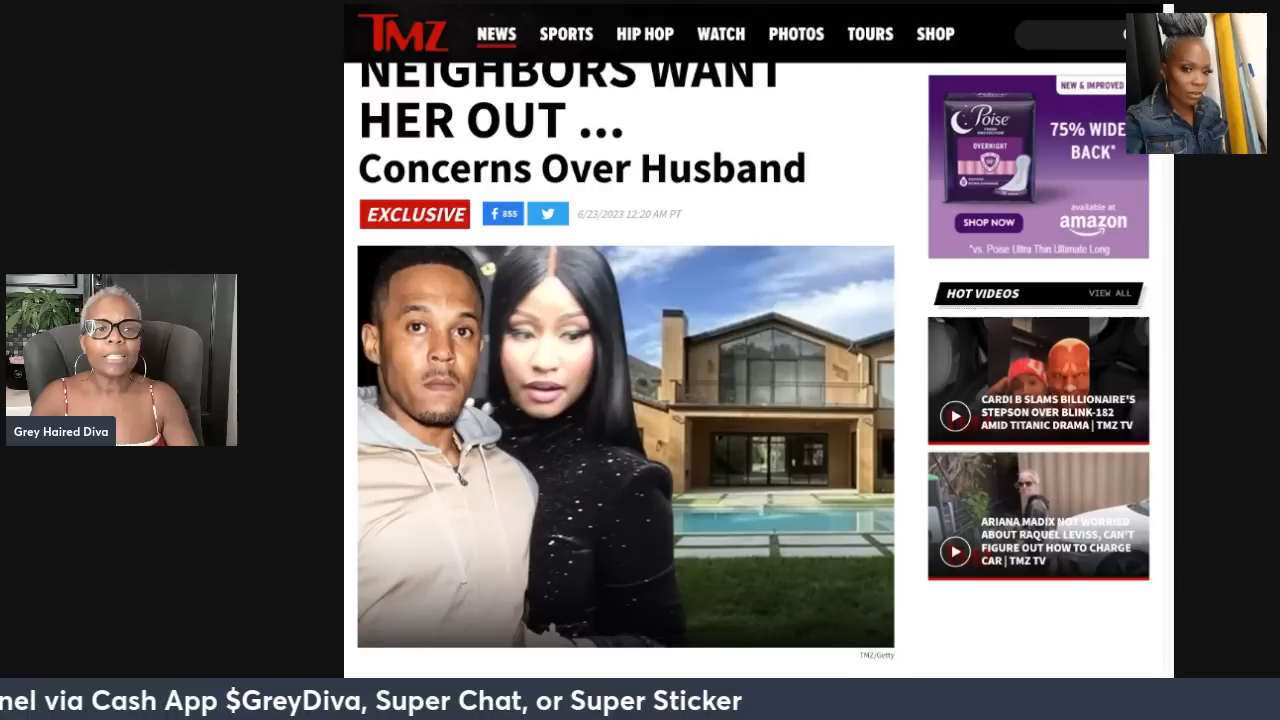 TMZ
NEWS SPORTS HIP HOP WATCH PHOTOS TOURS SHOP
NEIGHBORS WANT
HER OUT ...
Concerns Over Husband
EXCLUSIVE
f 855
6/23/2023 12:20 AM PT
TMZ/Getty
NEW & IMPROVED
Poise
OVERNIGHT
75% WIDE
BACK*
SHOP NOW
available at
amazon
*vs. Poise Ultra Thin Ultimate Long
HOT VIDEOS VIEW ALL
CARDI B SLAMS BILLIONAIRE'S
STEPSON OVER BLINK-182
AMID TITANIC DRAMA | TMZ TV
ARIANA MADIX NOT WORRIED
ABOUT RAQUEL LEVISS, CAN'T
FIGURE OUT HOW TO CHARGE
CAR | TMZ TV
Grey Haired Diva
nel via Cash App $GreyDiva, Super Chat, or Super Sticker